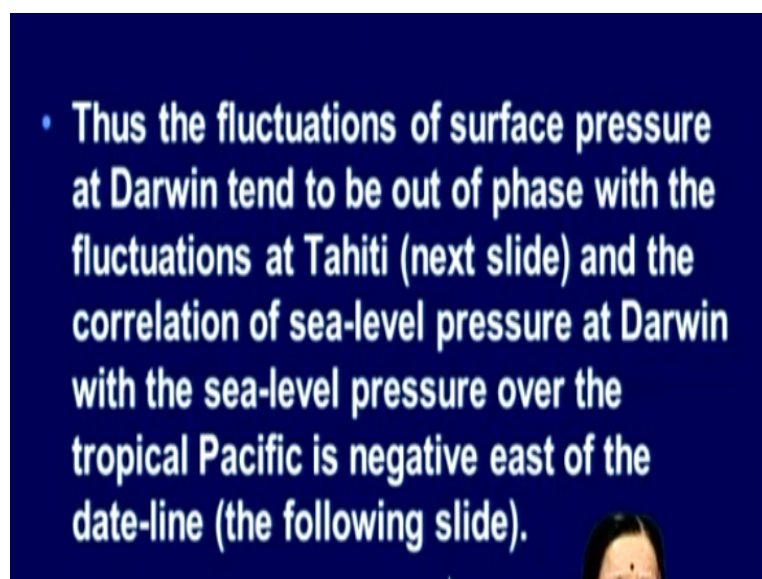 • Thus the fluctuations of surface pressure
at Darwin tend to be out of phase with the
fluctuations at Tahiti (next slide) and the
correlation of sea-level pressure at Darwin
with the sea-level pressure over the
tropical Pacific is negative east of the
date-line (the following slide).